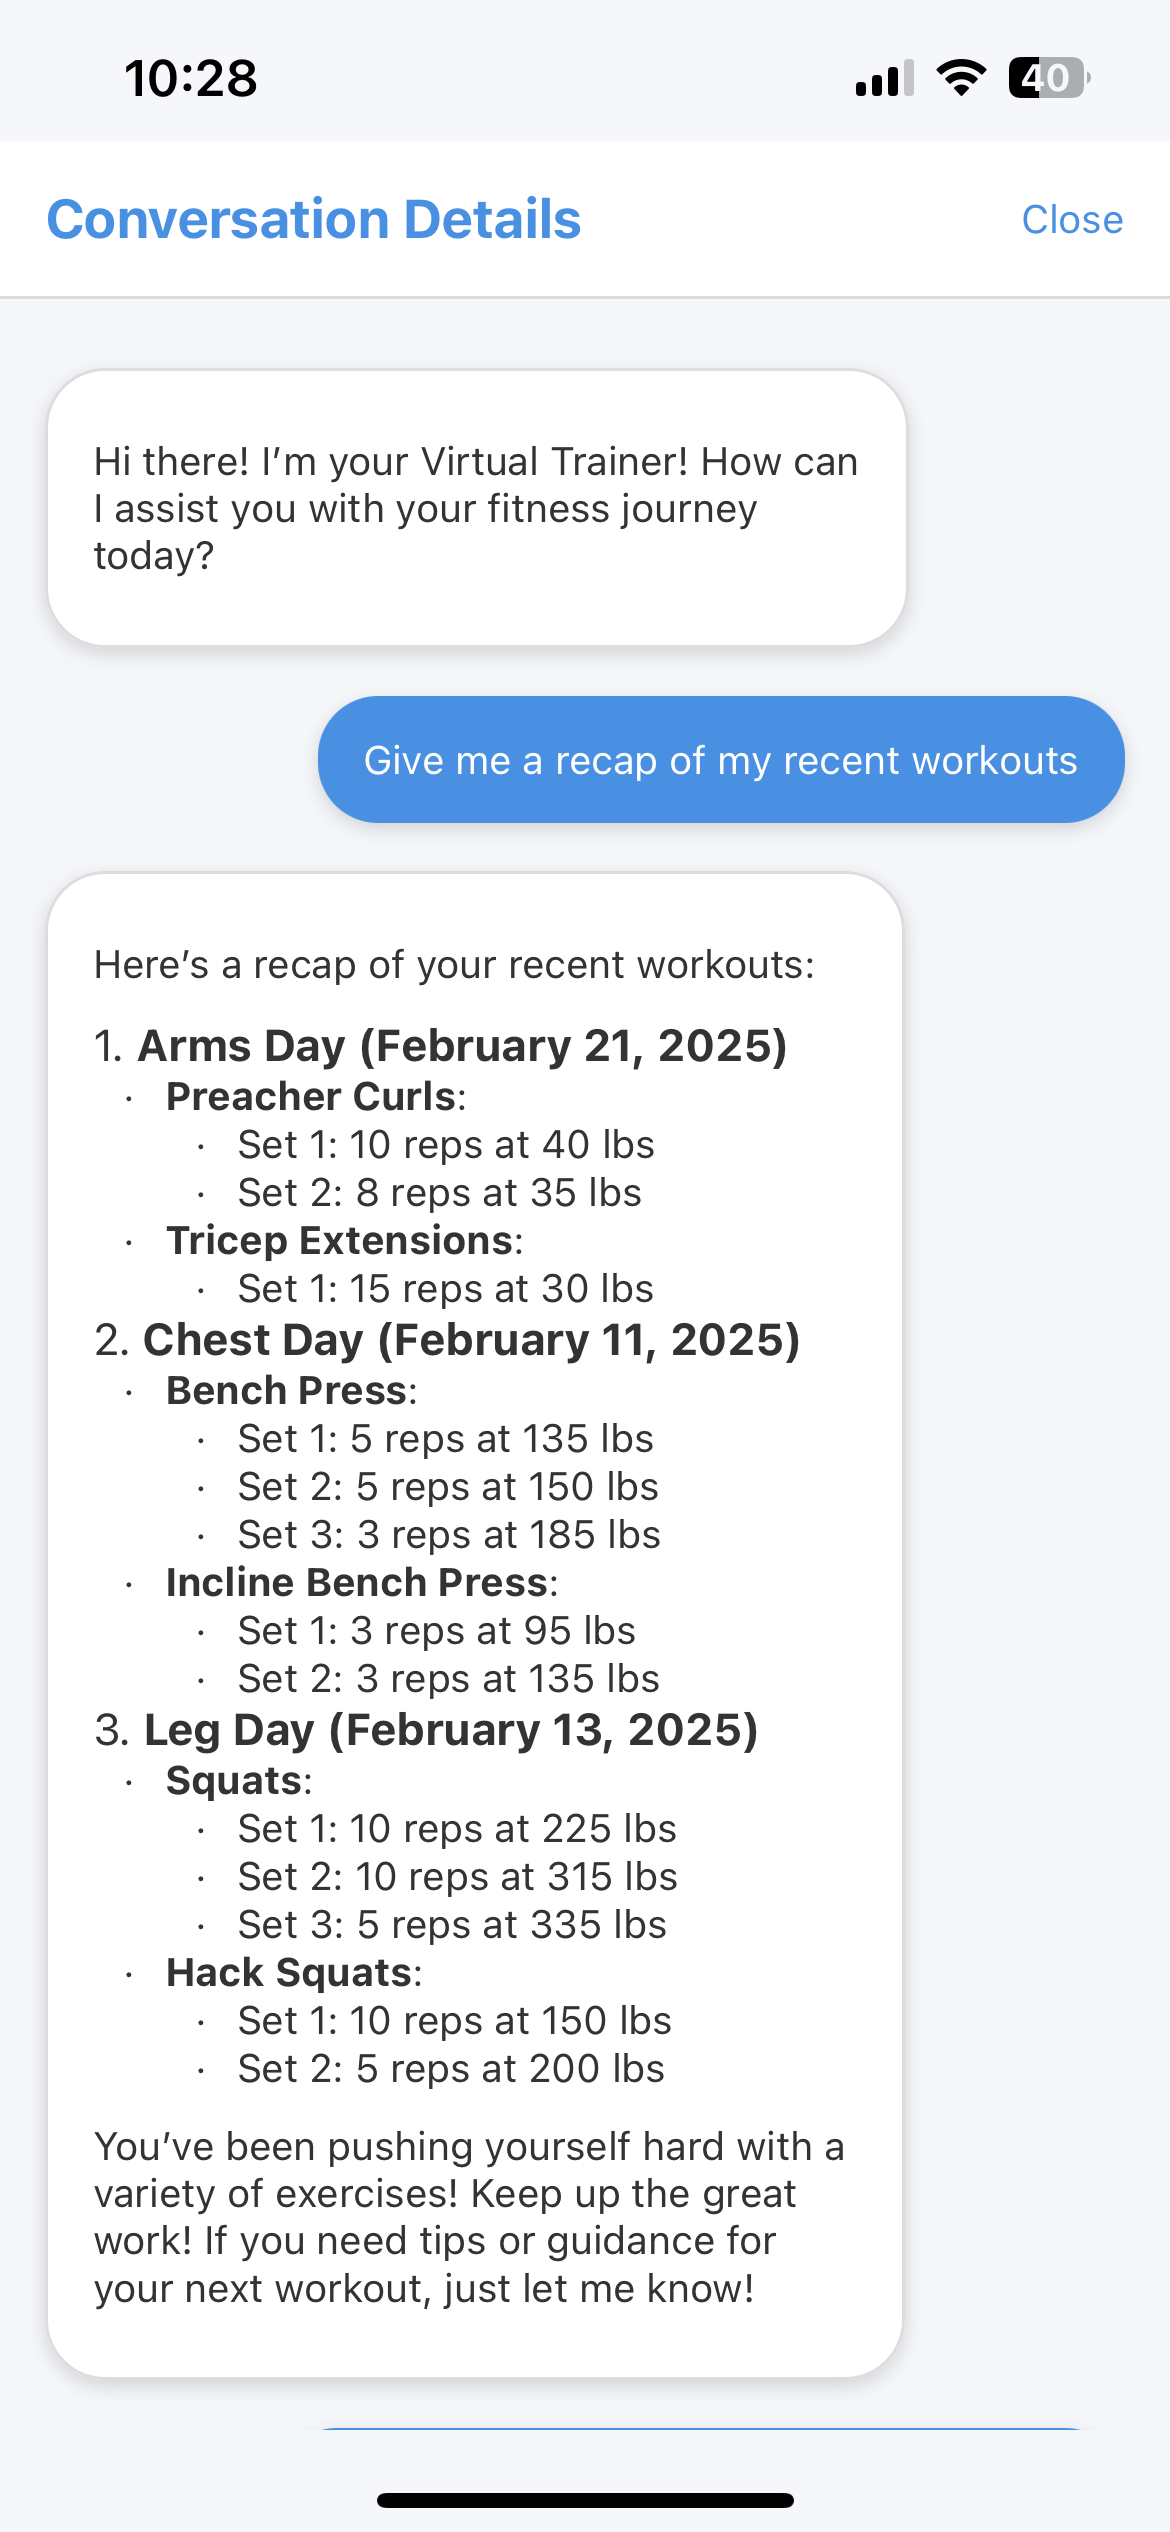 10:28
40
Conversation Details
Close
Hi there! I’m your Virtual Trainer! How can
I assist you with your fitness journey
today?
Give me a recap of my recent workouts
Here’s a recap of your recent workouts:
1. Arms Day (February 21, 2025)
· Preacher Curls:
· Set 1: 10 reps at 40 lbs
· Set 2: 8 reps at 35 lbs
· Tricep Extensions:
· Set 1: 15 reps at 30 lbs
2. Chest Day (February 11, 2025)
· Bench Press:
· Set 1: 5 reps at 135 lbs
· Set 2: 5 reps at 150 lbs
· Set 3: 3 reps at 185 lbs
· Incline Bench Press:
· Set 1: 3 reps at 95 lbs
· Set 2: 3 reps at 135 lbs
3. Leg Day (February 13, 2025)
· Squats:
· Set 1: 10 reps at 225 lbs
· Set 2: 10 reps at 315 lbs
· Set 3: 5 reps at 335 lbs
· Hack Squats:
· Set 1: 10 reps at 150 lbs
· Set 2: 5 reps at 200 lbs
You’ve been pushing yourself hard with a
variety of exercises! Keep up the great
work! If you need tips or guidance for
your next workout, just let me know!